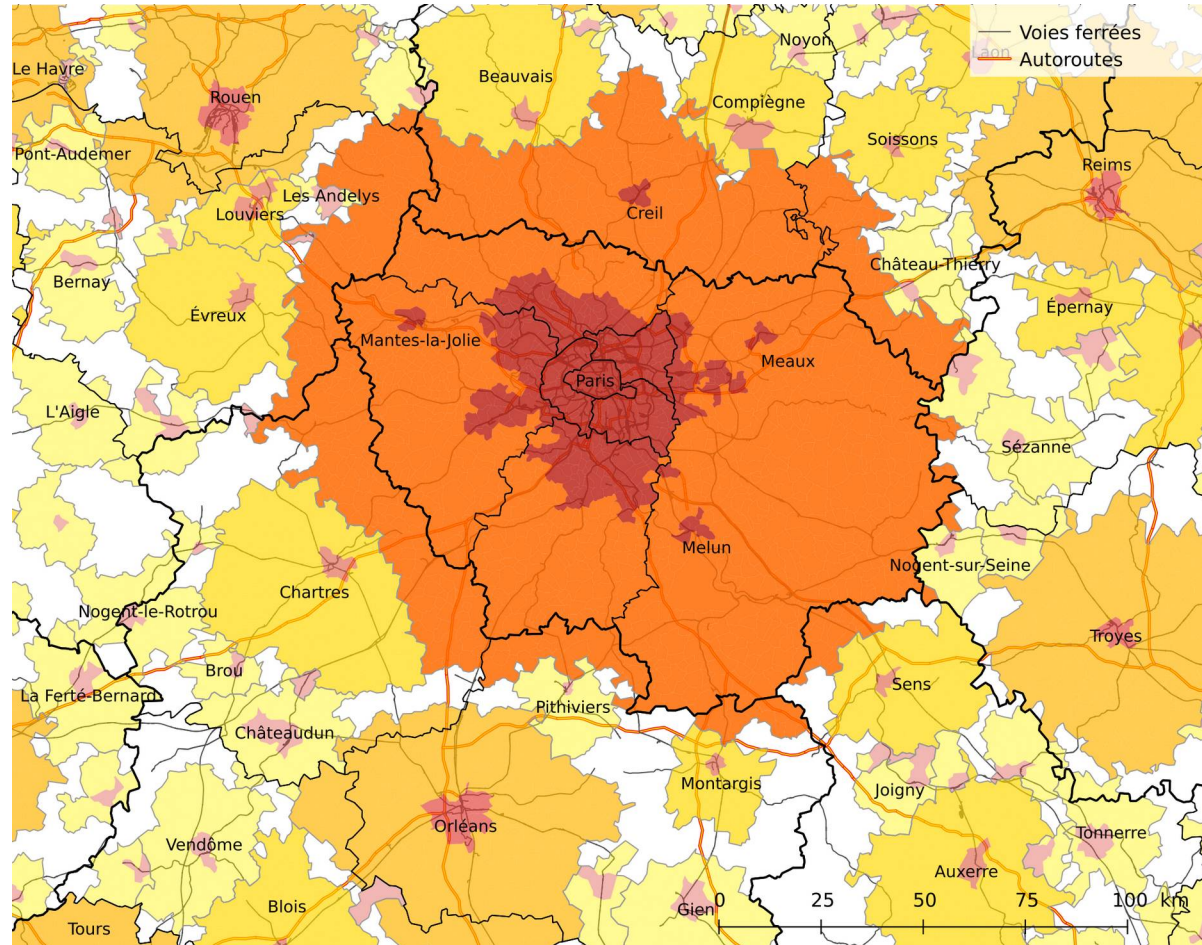 Voies ferrées
Noyon
Laon
Autoroutes
Le Havre
Beauvais
Rouen
Compiègne
Soissons
Pont-Audemer
Reims
Les Andelys
Louviers
Creil
Château-Thierry
Bernay
Épernay
Évreux
Mantes-la-Jolie
Meaux
Paris
L'Aigle
Sézanne
Melun
Nogent-sur-Seine
Chartres
Nogent-le-Rotrou
Troyes
Brou
La Ferté-Bernard
Sens
Pithiviers
Châteaudun
Montargis
Joigny
Orléans
Tonnerre
Vendôme
Auxerre
0 25 50 75 100 km
Blois
Gien
Tours